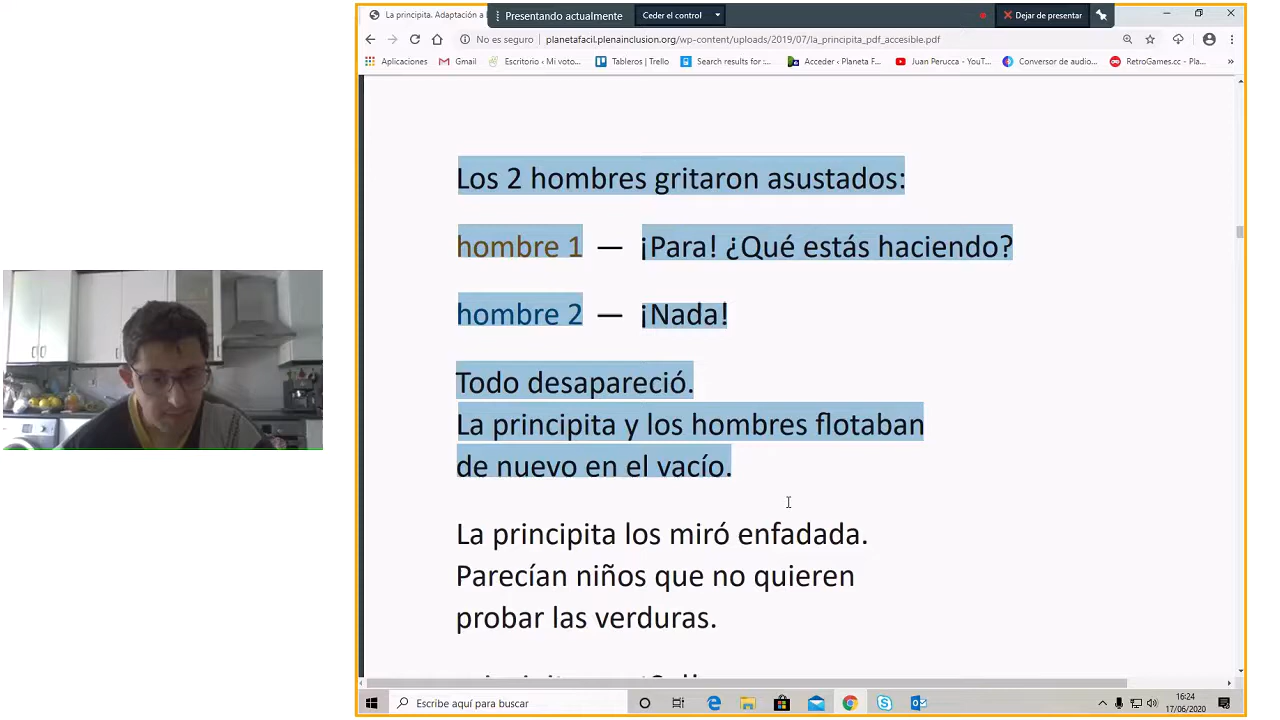 La principita. Adaptación a L
Presentando actualmente
Ceder el control
Dejar de presentar
No es seguro
planetafacil.plenainclusion.org/wp-content/uploads/2019/07/la_principita_pdf_accesible.pdf
Aplicaciones
Gmail
Escritorio ‹ Mi voto...
Tableros | Trello
Search results for :...
Acceder ‹ Planeta F...
Juan Perucca - YouT...
Conversor de audio...
RetroGames.cc - Pla...
Los 2 hombres gritaron asustados:
hombre 1 — ¡Para! ¿Qué estás haciendo?
hombre 2 — ¡Nada!
Todo desapareció.
La principita y los hombres flotaban
de nuevo en el vacío.
La principita los miró enfadada.
Parecían niños que no quieren
probar las verduras.
Escribe aquí para buscar
16:24
17/06/2020